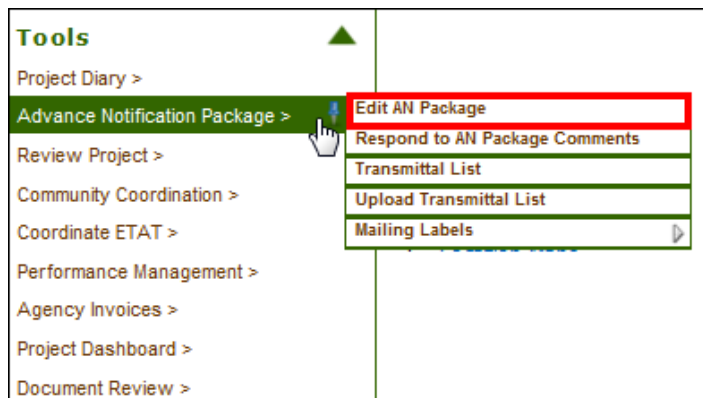 Tools
Project Diary >
Advance Notification Package >
Review Project >
Community Coordination >
Coordinate ETAT >
Performance Management >
Agency Invoices >
Project Dashboard >
Document Review >
Edit AN Package
Respond to AN Package Comments
Transmittal List
Upload Transmittal List
Mailing Labels